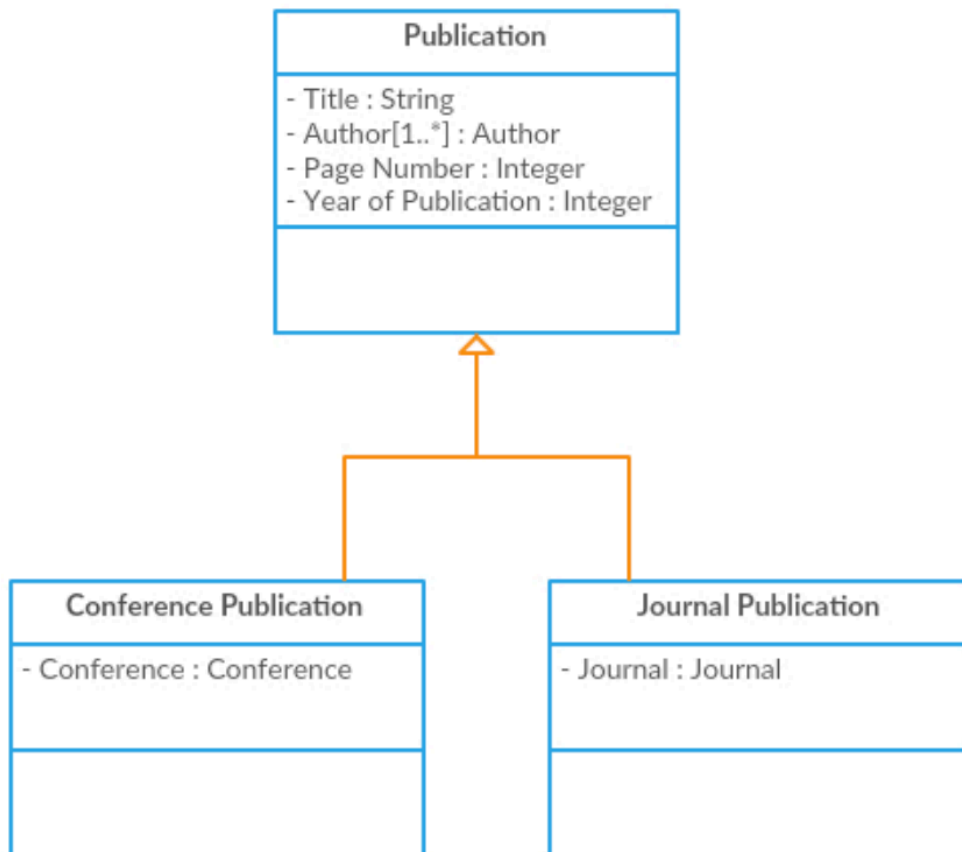 Publication
- Title : String
- Author[1..*] : Author
- Page Number : Integer
- Year of Publication : Integer
Conference Publication
- Conference : Conference
Journal Publication
- Journal : Journal